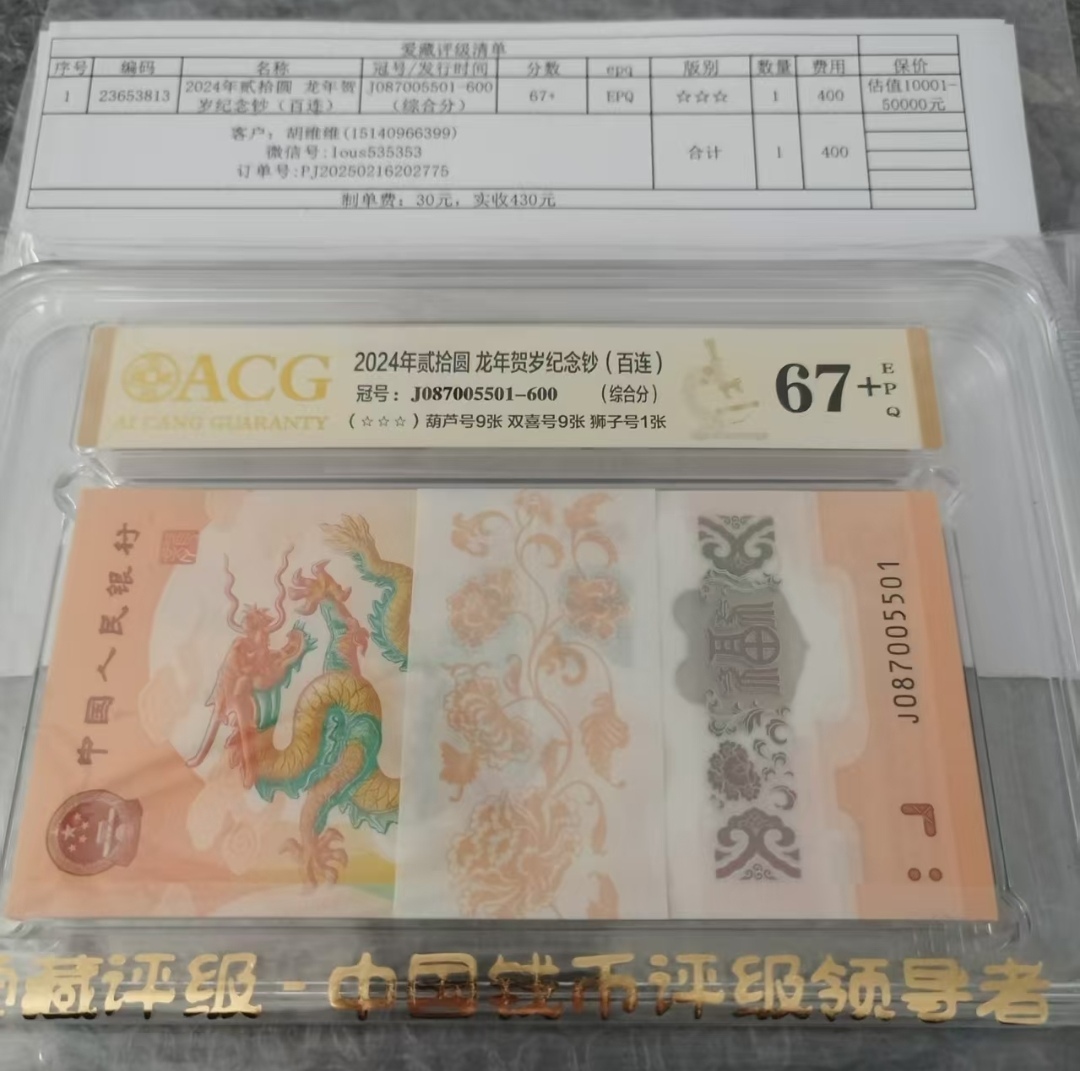 爱藏评级清单
序号 编码 名称 冠号/发行时间 分数 epq 版别 数量 费用 保价
1 23653813 2024年贰拾圆 龙年贺岁纪念钞（百连） J087005501-600（综合分） 67+ EPQ ☆☆☆ 1 400 估值10001-50000元
客户：胡维维(15140966399)
微信号:lous535353
订单号:PJ20250216202775
合计 1 400
制单费：30元，实收430元
ACG
AI CANG GUARANTY
2024年贰拾圆 龙年贺岁纪念钞（百连）
冠号：J087005501-600 （综合分）
（☆☆☆）葫芦号9张 双喜号9张 狮子号1张
67+
EPQ
中国人民银行
J087005501
藏评级-中国钱币评级领导者